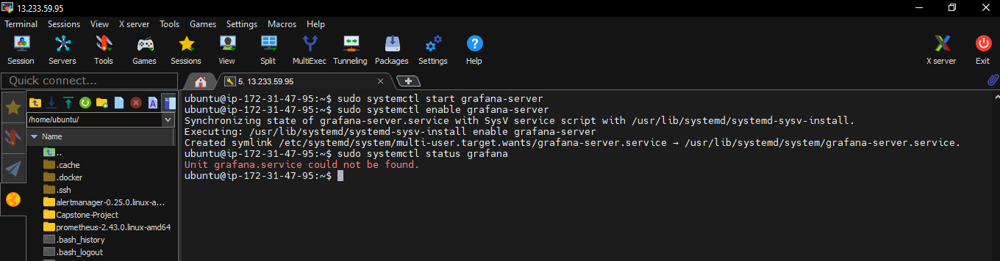 13.233.59.95
Terminal Sessions View X server Tools Games Settings Macros Help
Session Servers Tools Games Sessions View Split MultiExec Tunneling Packages Settings Help X server Exit
Quick connect...
5. 13.233.59.95
/home/ubuntu/
Name
..
.cache
.docker
.ssh
alertmanager-0.25.0.linux-a...
Capstone-Project
prometheus-2.43.0.linux-amd64
.bash_history
.bash_logout
ubuntu@ip-172-31-47-95:~$ sudo systemctl start grafana-server
ubuntu@ip-172-31-47-95:~$ sudo systemctl enable grafana-server
Synchronizing state of grafana-server.service with SysV service script with /usr/lib/systemd/systemd-sysv-install.
Executing: /usr/lib/systemd/systemd-sysv-install enable grafana-server
Created symlink /etc/systemd/system/multi-user.target.wants/grafana-server.service → /usr/lib/systemd/system/grafana-server.service.
ubuntu@ip-172-31-47-95:~$ sudo systemctl status grafana
Unit grafana.service could not be found.
ubuntu@ip-172-31-47-95:~$